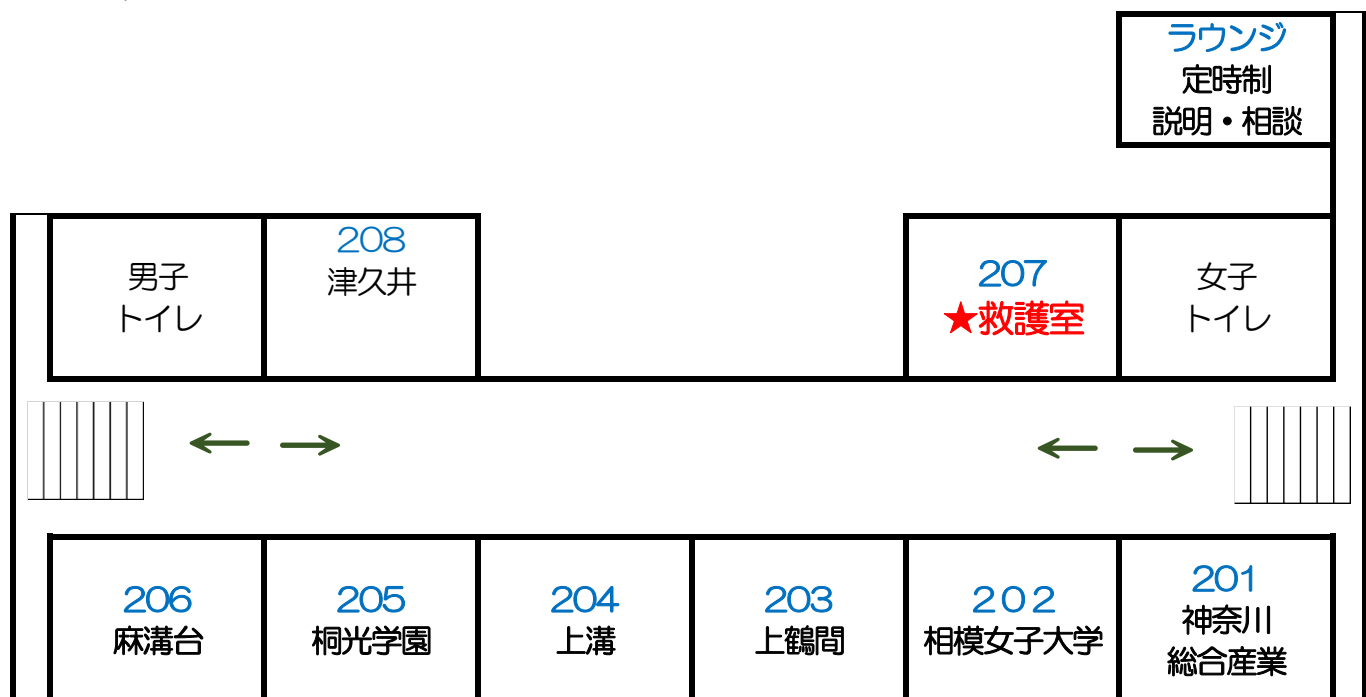 ラウンジ
定時制
説明・相談
男子
トイレ
208
津久井
207
★救護室
女子
トイレ
206
麻溝台
205
桐光学園
204
上溝
203
上鶴間
202
相模女子大学
201
神奈川
総合産業